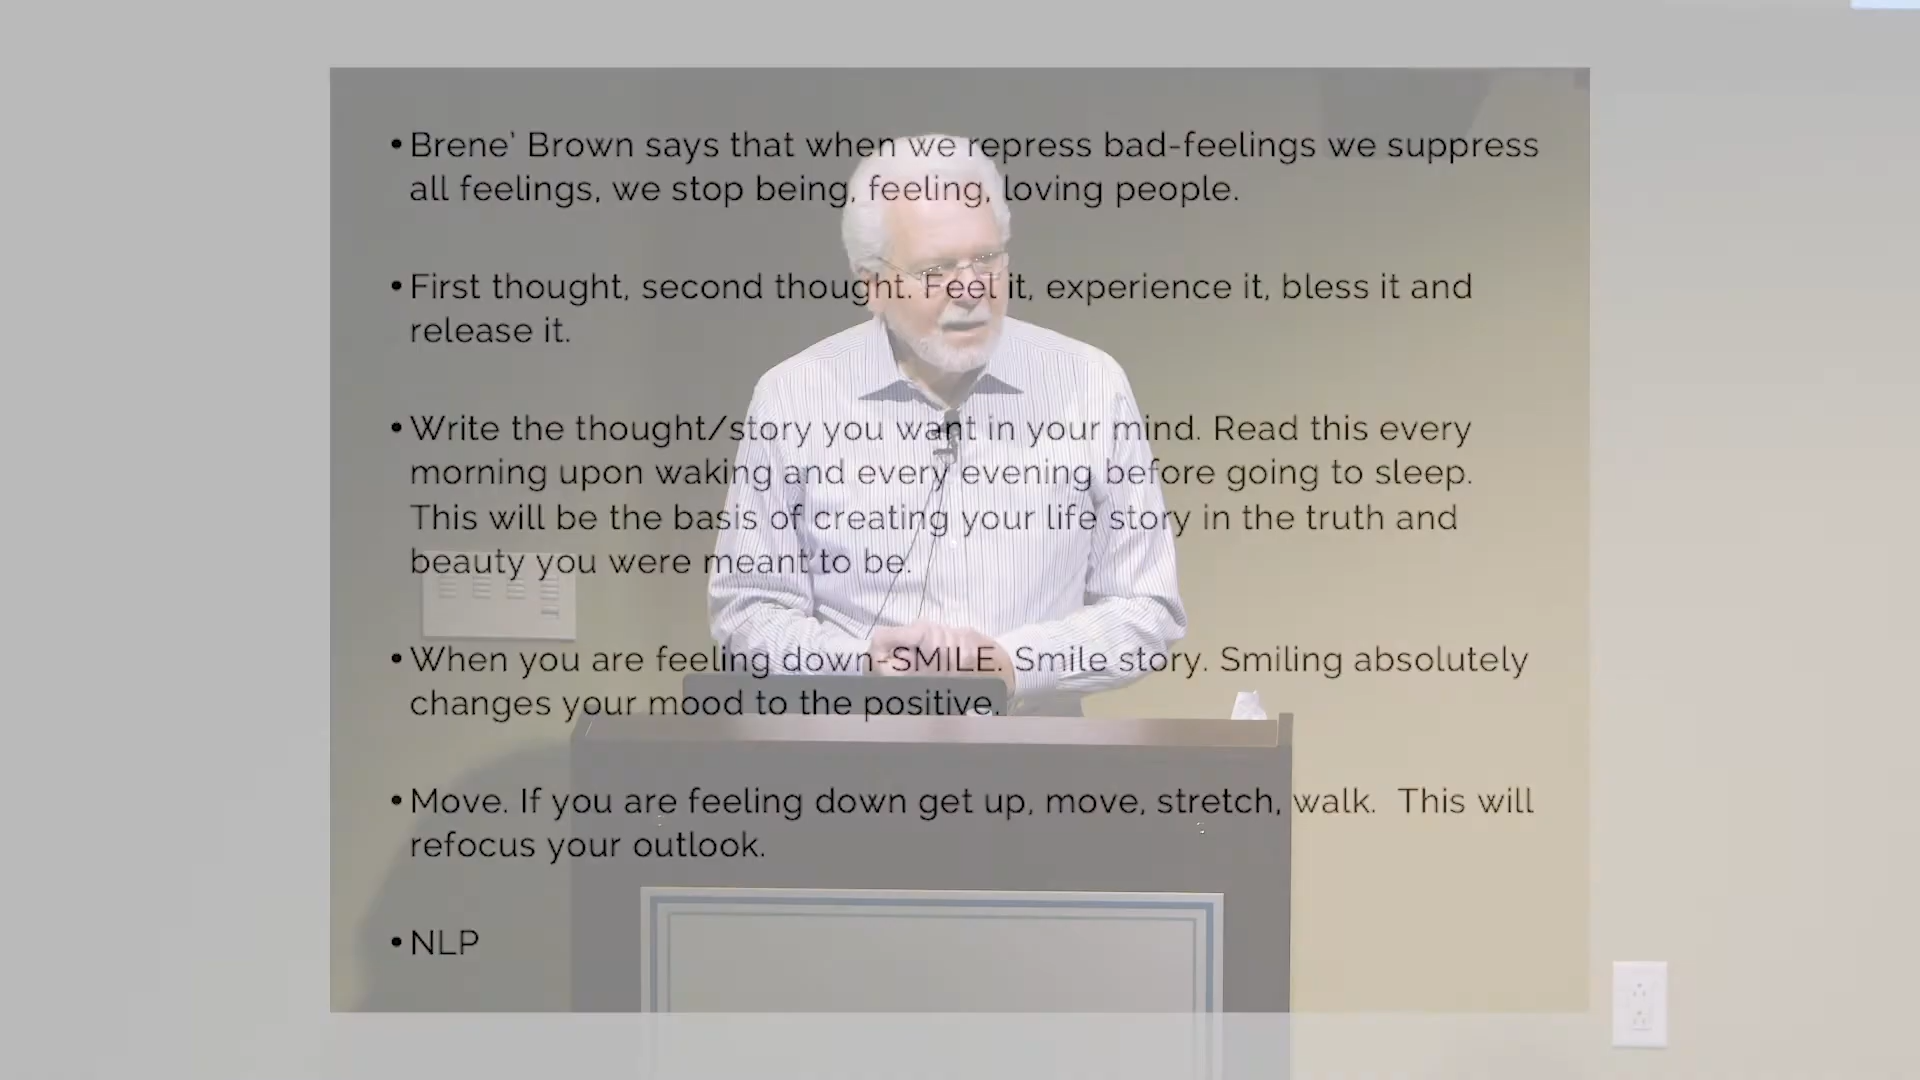 • Brene' Brown says that when we repress bad-feelings we suppress
all feelings, we stop being, feeling, loving people.
• First thought, second thought. Feel it, experience it, bless it and
release it.
• Write the thought/story you want in your mind. Read this every
morning upon waking and every evening before going to sleep.
This will be the basis of creating your life story in the truth and
beauty you were meant to be.
• When you are feeling down-SMILE. Smile story. Smiling absolutely
changes your mood to the positive.
• Move. If you are feeling down get up, move, stretch, walk.  This will
refocus your outlook.
• NLP